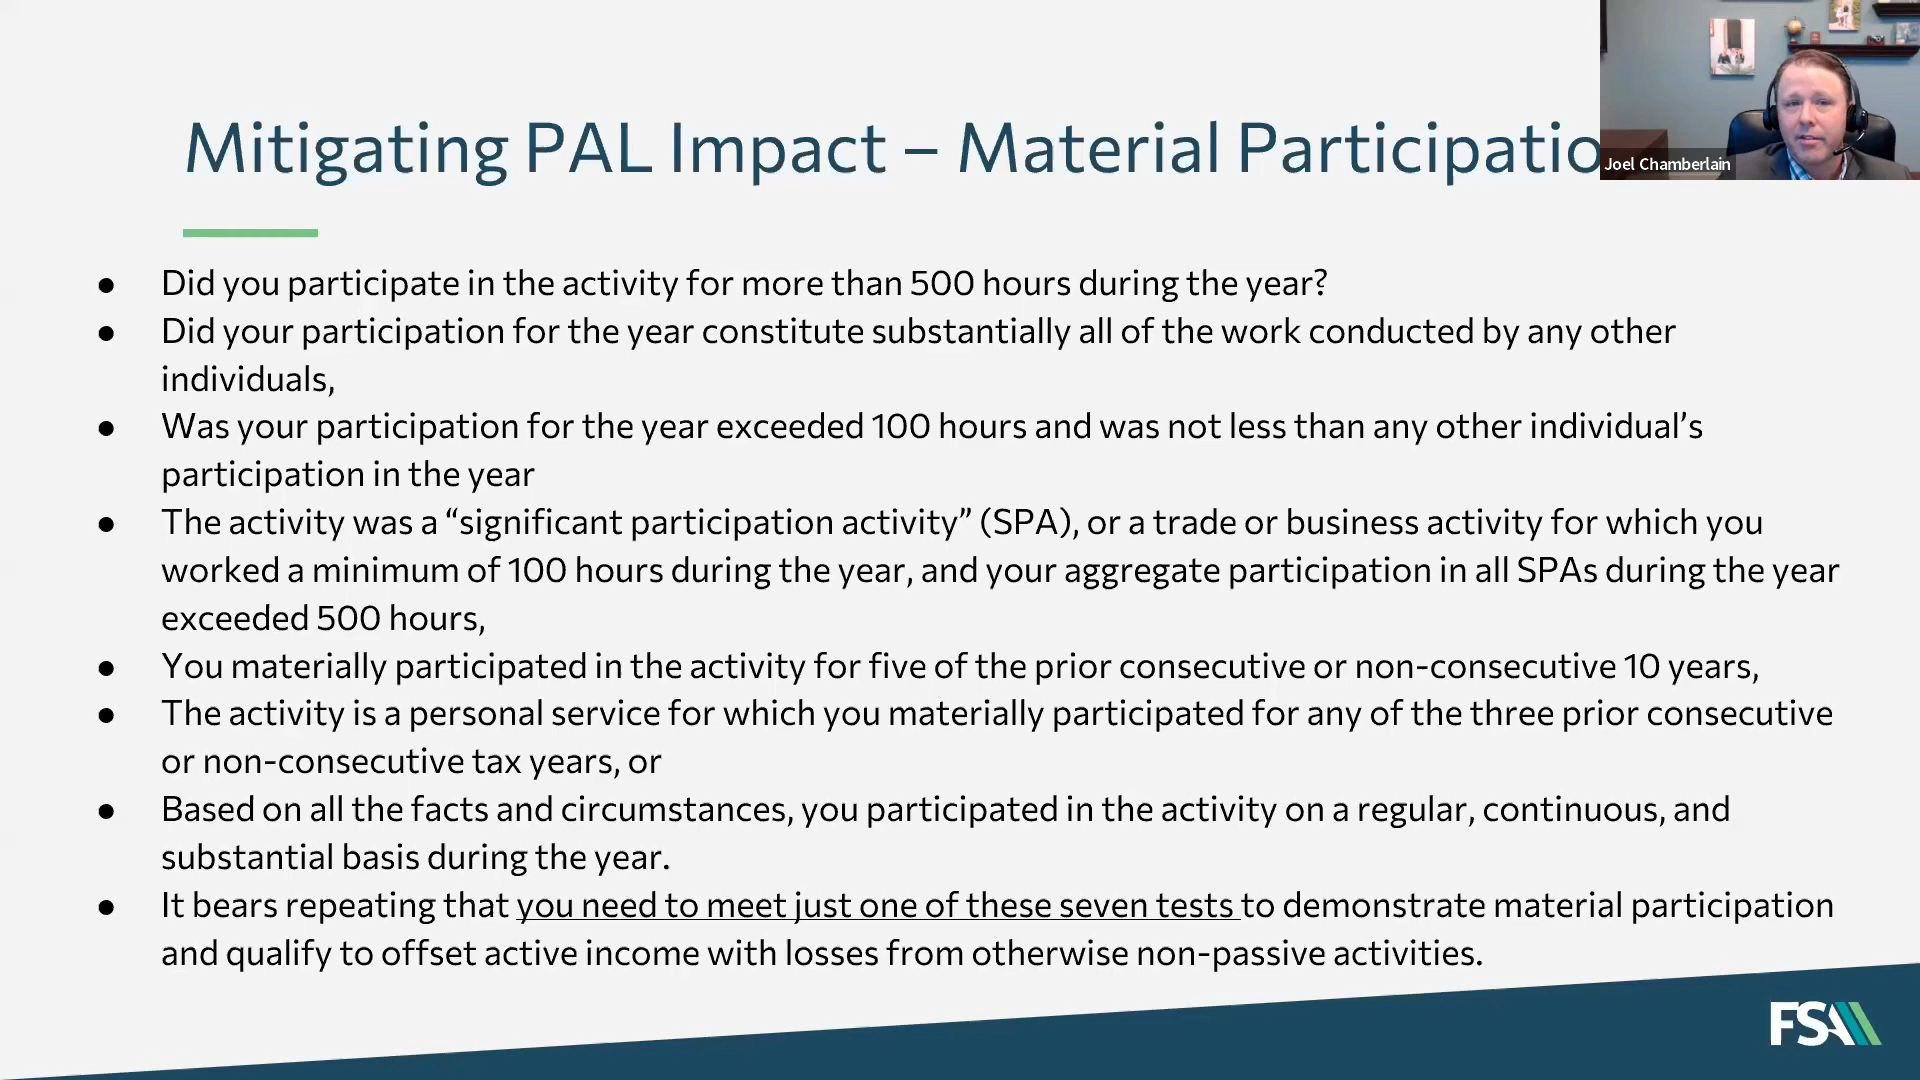 Mitigating PAL Impact – Material Participatio
Joel Chamberlain
● Did you participate in the activity for more than 500 hours during the year?
● Did your participation for the year constitute substantially all of the work conducted by any other
individuals,
● Was your participation for the year exceeded 100 hours and was not less than any other individual’s
participation in the year
● The activity was a “significant participation activity” (SPA), or a trade or business activity for which you
worked a minimum of 100 hours during the year, and your aggregate participation in all SPAs during the year
exceeded 500 hours,
● You materially participated in the activity for five of the prior consecutive or non-consecutive 10 years,
● The activity is a personal service for which you materially participated for any of the three prior consecutive
or non-consecutive tax years, or
● Based on all the facts and circumstances, you participated in the activity on a regular, continuous, and
substantial basis during the year.
● It bears repeating that you need to meet just one of these seven tests to demonstrate material participation
and qualify to offset active income with losses from otherwise non-passive activities.
FSA